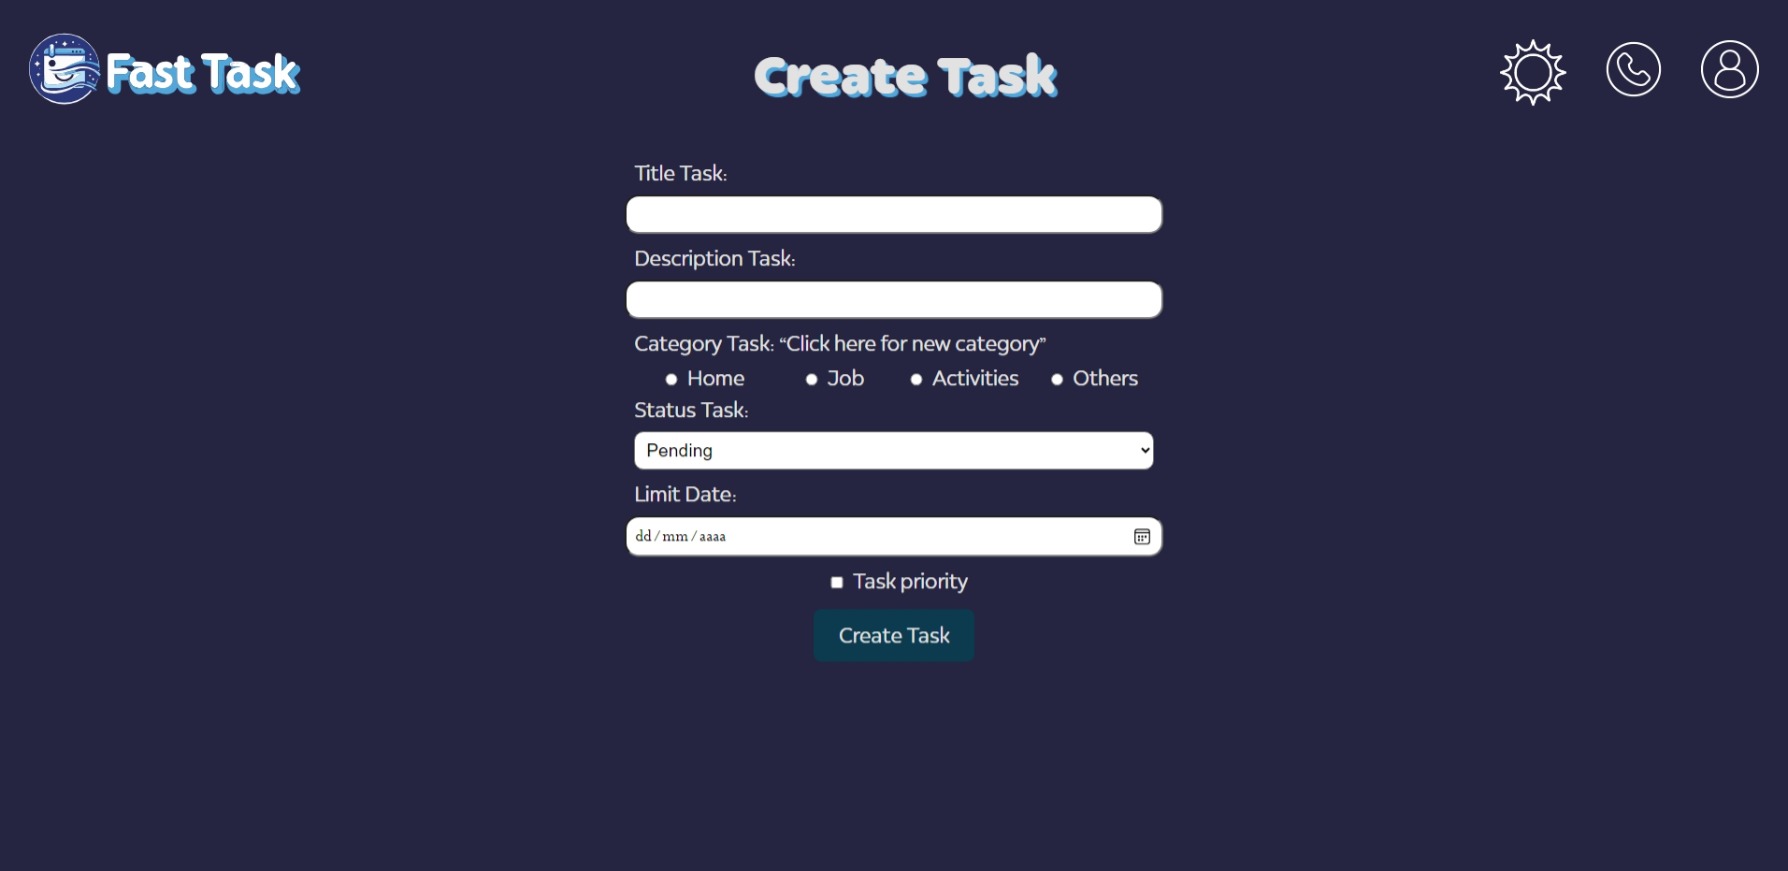 Fast Task
Create Task
Title Task:
Description Task:
Category Task: “Click here for new category”
Home Job Activities Others
Status Task:
Pending
Limit Date:
dd/mm/aaaa
Task priority
Create Task